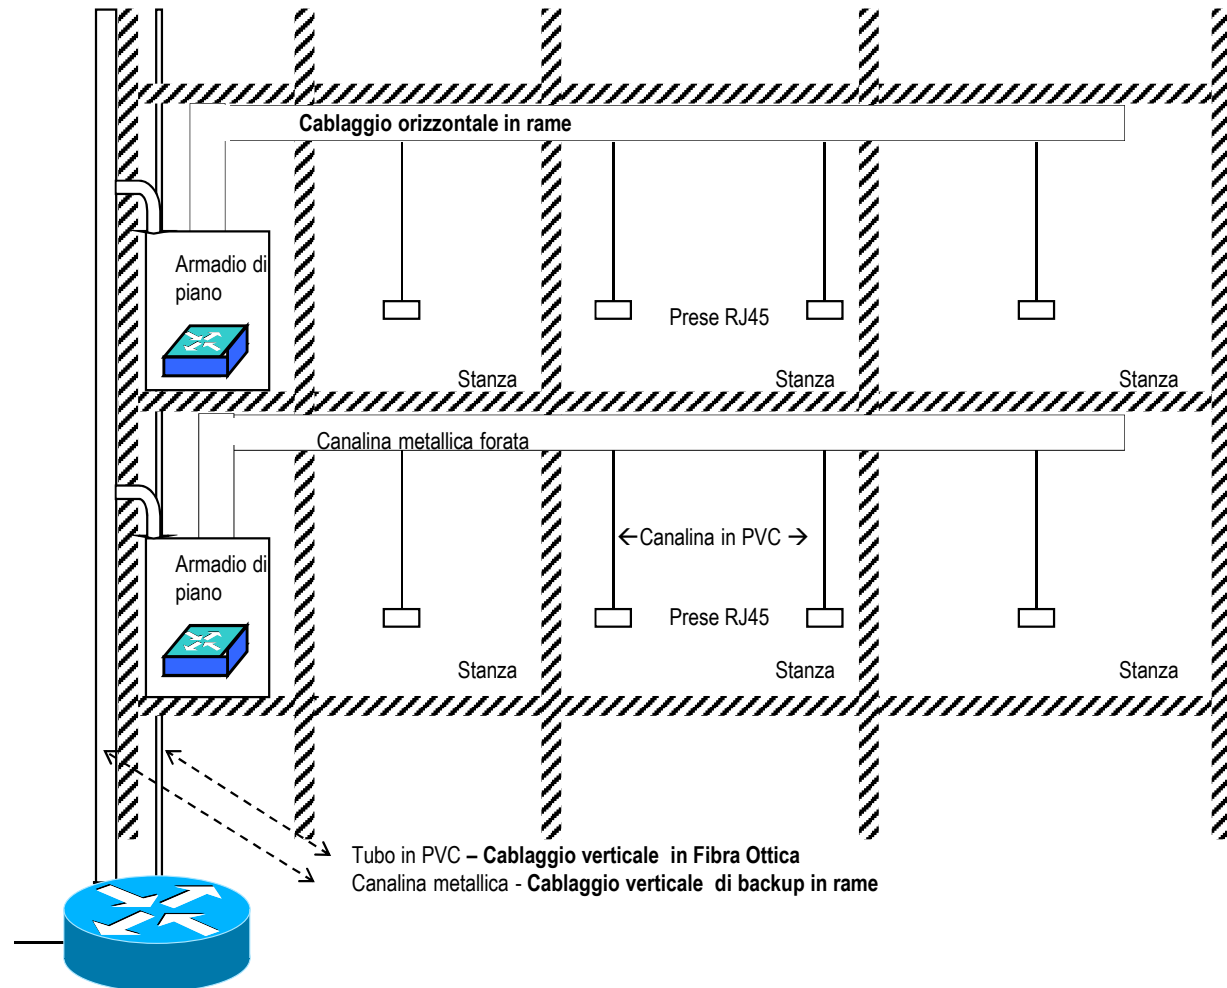 Cablaggio orizzontale in rame
Armadio di
piano
Prese RJ45
Stanza
Stanza
Stanza
Canalina metallica forata
←Canalina in PVC →
Armadio di
piano
Prese RJ45
Stanza
Stanza
Stanza
Tubo in PVC – Cablaggio verticale in Fibra Ottica
Canalina metallica - Cablaggio verticale di backup in rame